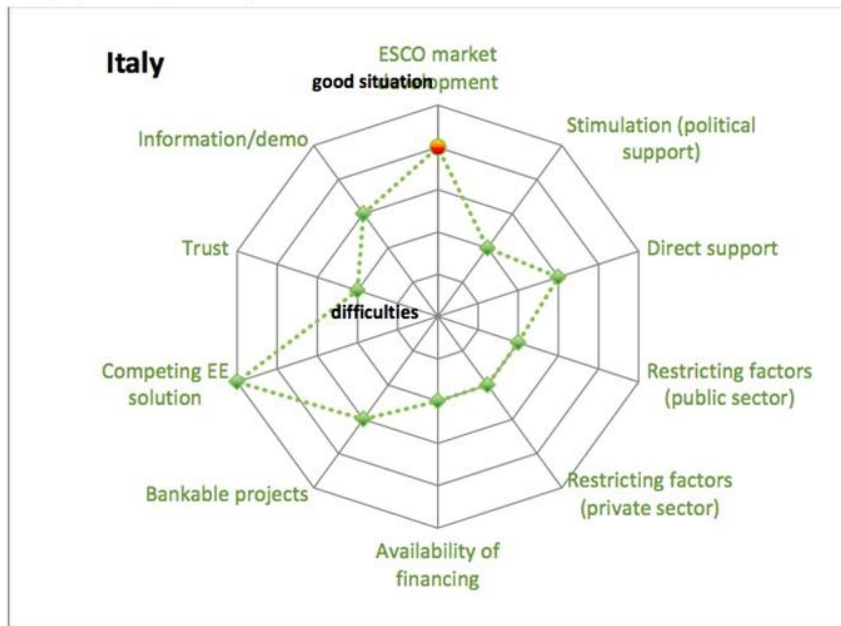 Italy
ESCO market
development
good situation
Stimulation (political
support)
Information/demo
Direct support
Trust
difficulties
Competing EE
solution
Restricting factors
(public sector)
Bankable projects
Restricting factors
(private sector)
Availability of
financing